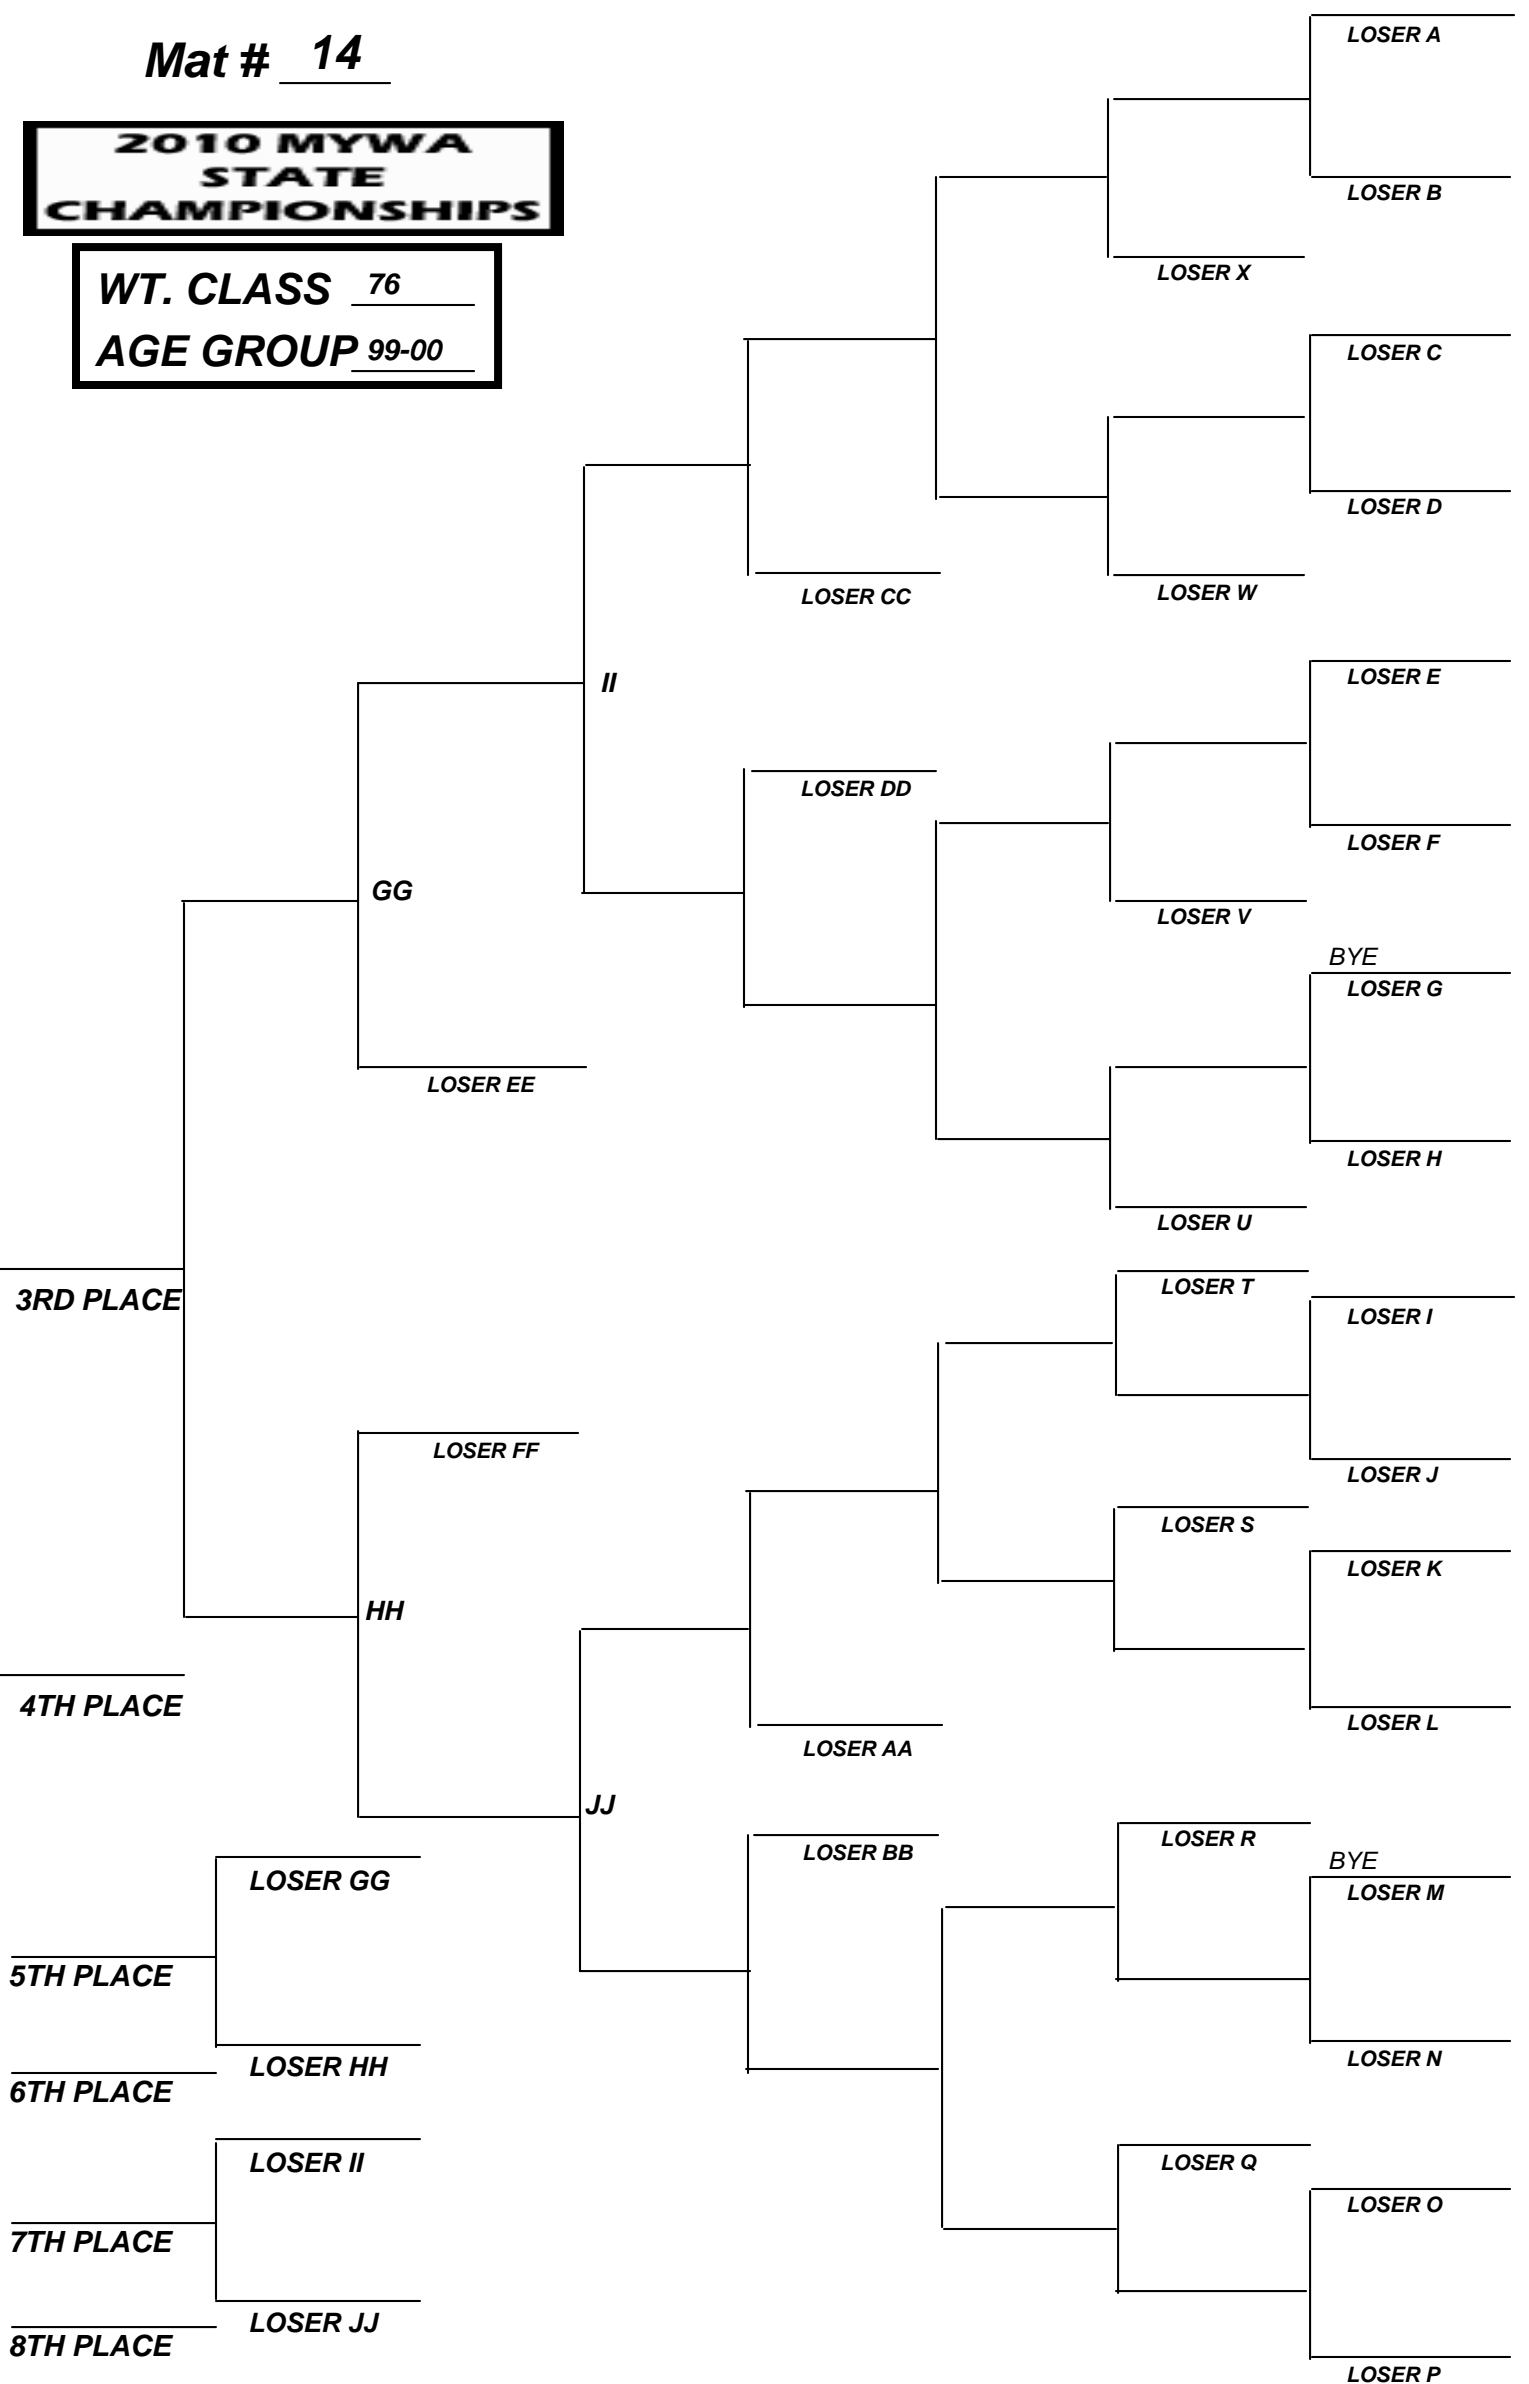 Mat # 14
2010 MYWA
STATE
CHAMPIONSHIPS
WT. CLASS 76
AGE GROUP 99-00
LOSER A
LOSER B
LOSER X
LOSER C
LOSER D
LOSER W
LOSER CC
II
LOSER E
LOSER DD
LOSER F
GG
LOSER V
BYE
LOSER G
LOSER EE
LOSER H
LOSER U
3RD PLACE
LOSER T
LOSER I
LOSER FF
LOSER J
LOSER S
LOSER K
HH
4TH PLACE
LOSER L
LOSER AA
JJ
LOSER BB
LOSER R
BYE
LOSER M
LOSER GG
5TH PLACE
LOSER N
LOSER HH
6TH PLACE
LOSER II
LOSER Q
LOSER O
7TH PLACE
LOSER JJ
8TH PLACE
LOSER P